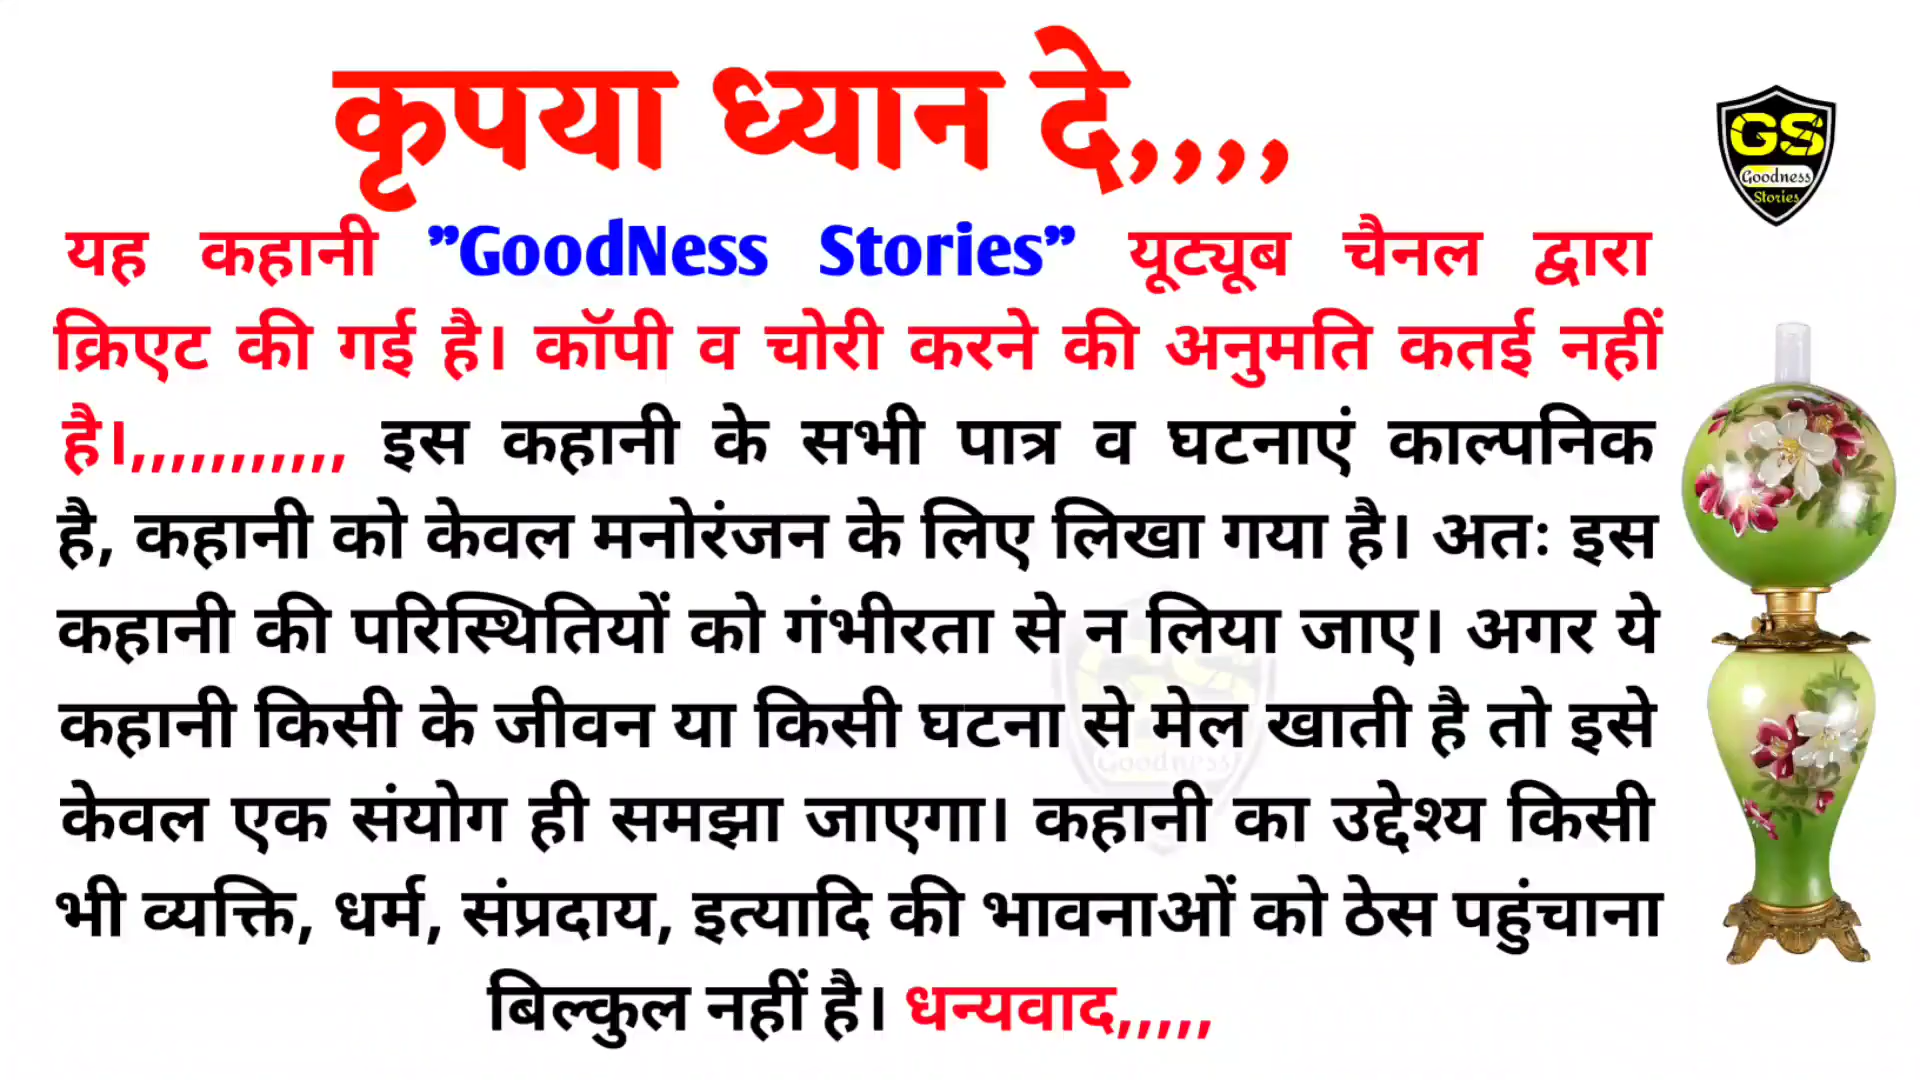 कृपया ध्यान दे,,,,
GS
Goodness
Stories
यह कहानी "GoodNess Stories" यूट्यूब चैनल द्वारा
क्रिएट की गई है। कॉपी व चोरी करने की अनुमति कतई नहीं
है।,,,,,,,,,,, इस कहानी के सभी पात्र व घटनाएं काल्पनिक
है, कहानी को केवल मनोरंजन के लिए लिखा गया है। अतः इस
कहानी की परिस्थितियों को गंभीरता से न लिया जाए। अगर ये
कहानी किसी के जीवन या किसी घटना से मेल खाती है तो इसे
केवल एक संयोग ही समझा जाएगा। कहानी का उद्देश्य किसी
भी व्यक्ति, धर्म, संप्रदाय, इत्यादि की भावनाओं को ठेस पहुंचाना
बिल्कुल नहीं है। धन्यवाद,,,,,
GS
Goodness